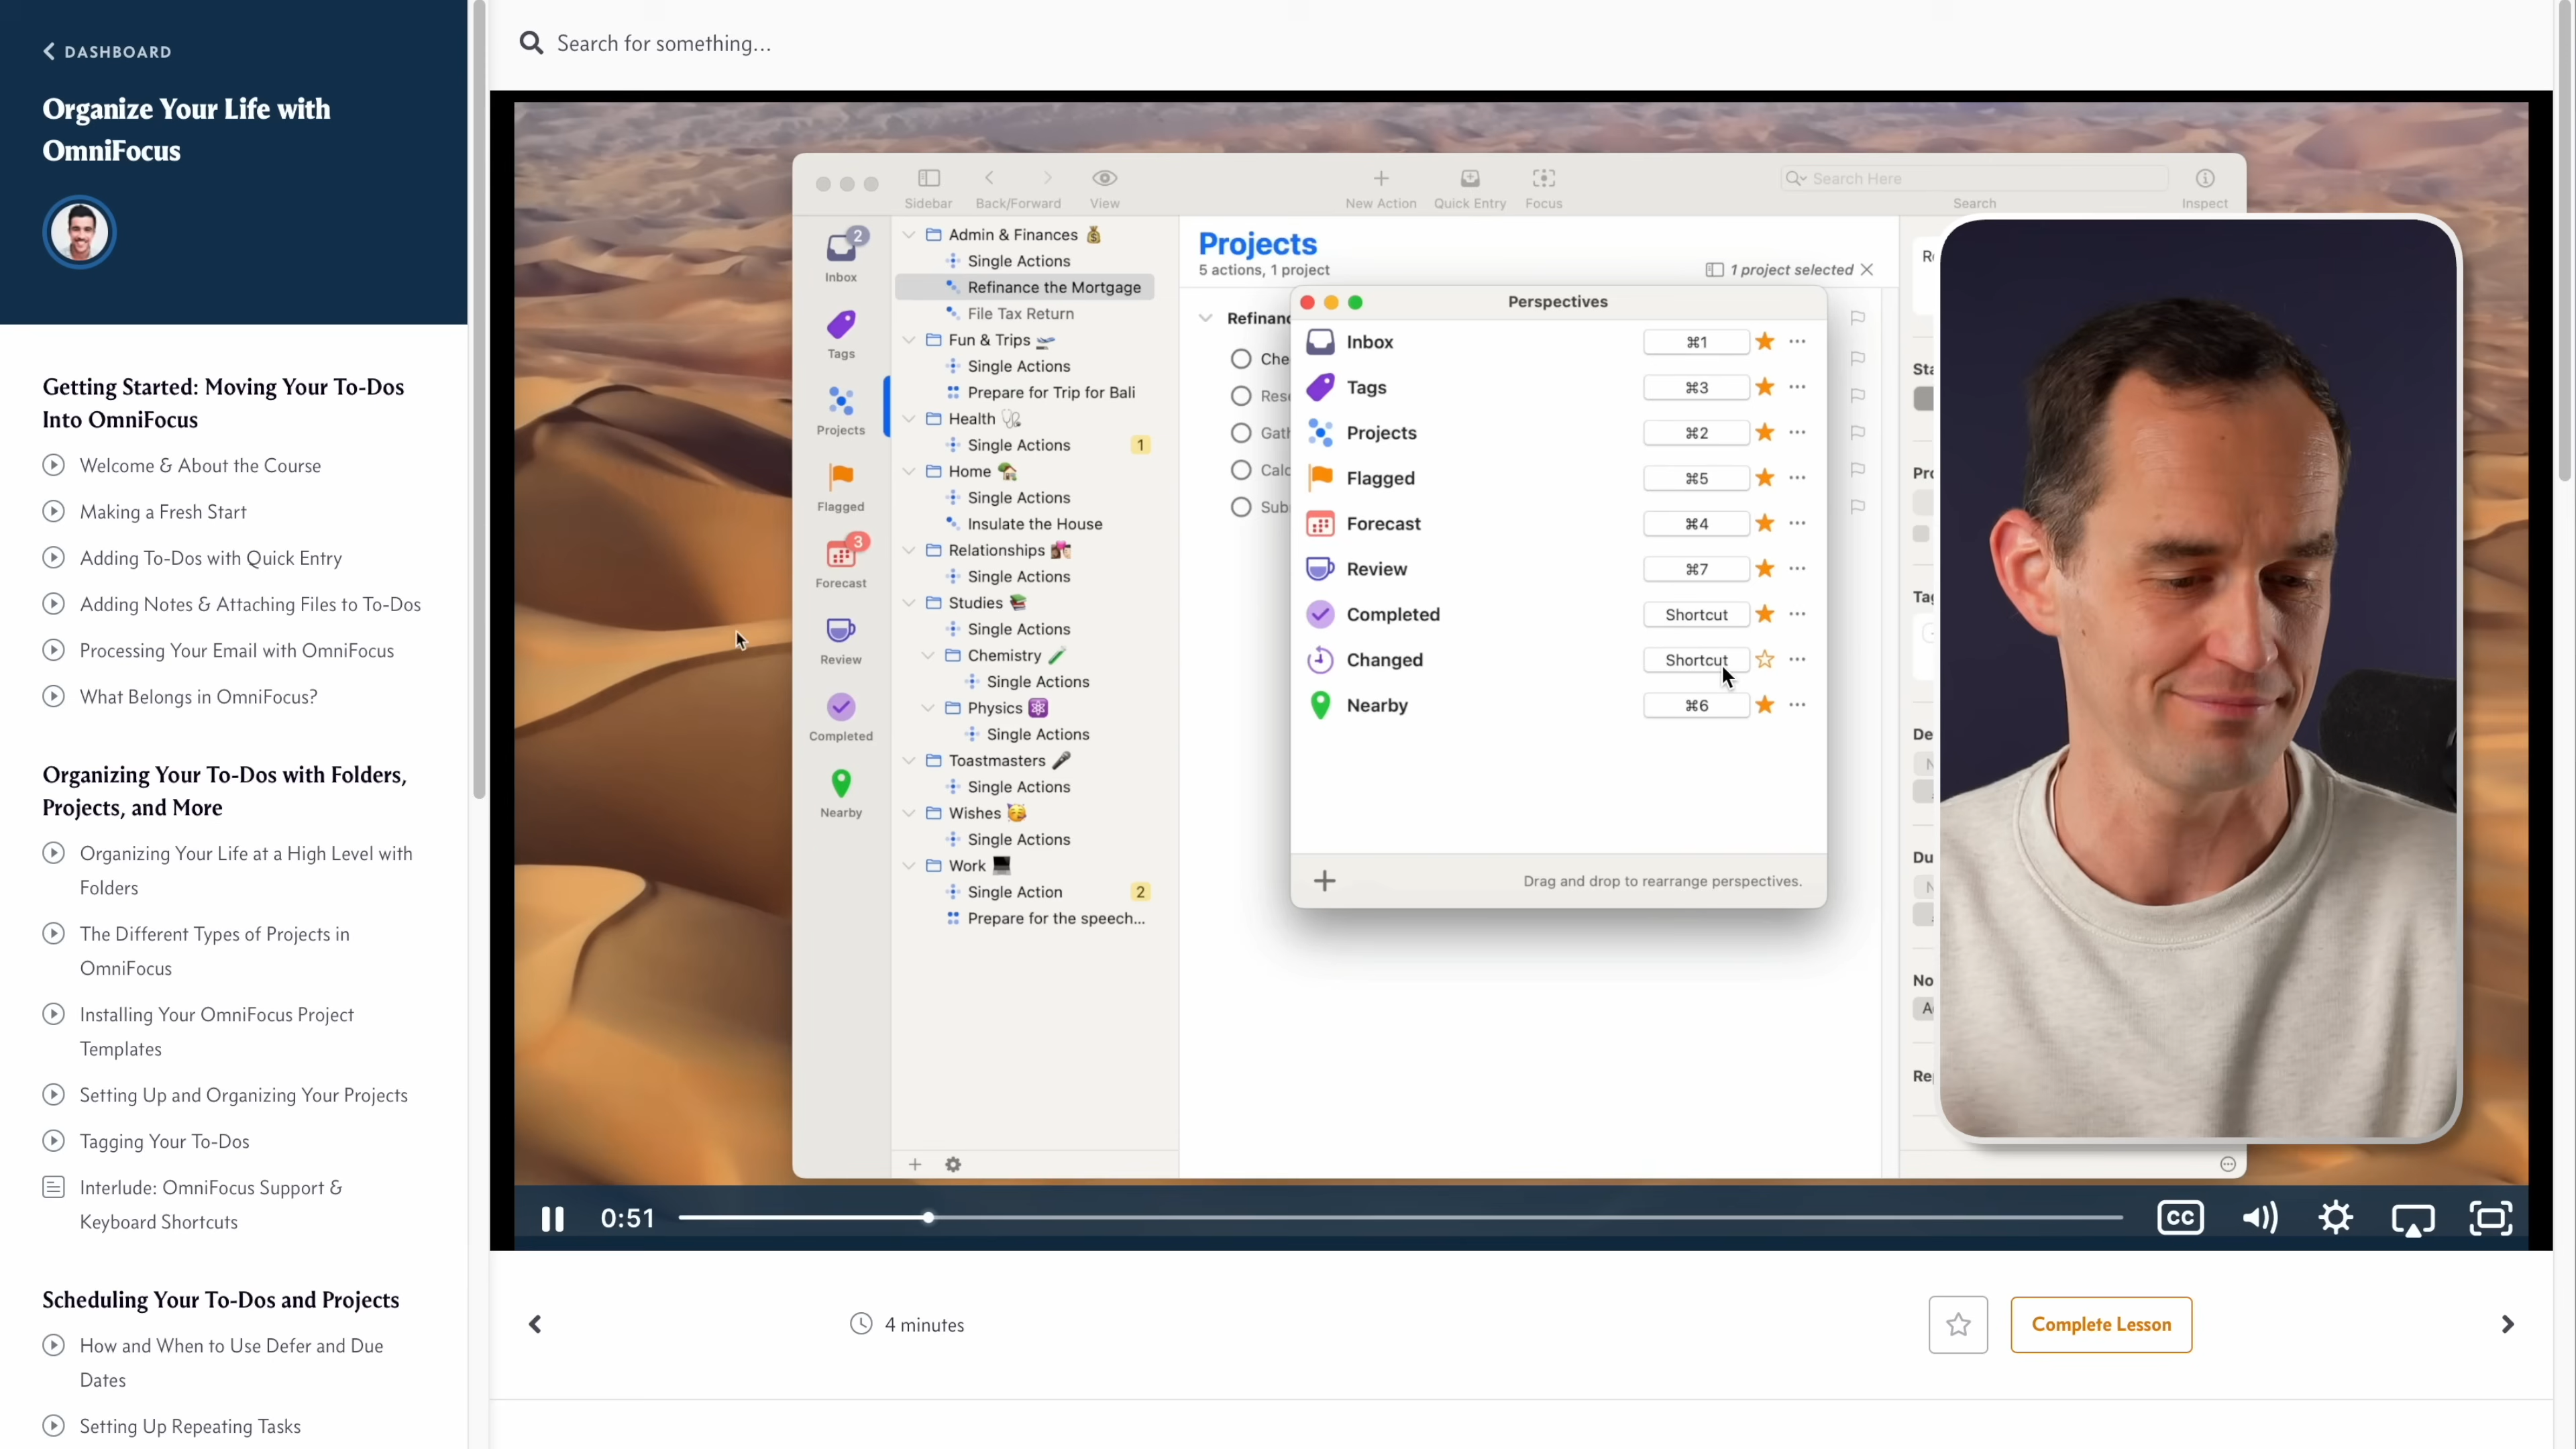 DASHBOARD
Organize Your Life with
OmniFocus
Getting Started: Moving Your To-Dos
Into OmniFocus
Welcome & About the Course
Making a Fresh Start
Adding To-Dos with Quick Entry
Adding Notes & Attaching Files to To-Dos
Processing Your Email with OmniFocus
What Belongs in OmniFocus?
Organizing Your To-Dos with Folders,
Projects, and More
Organizing Your Life at a High Level with
Folders
The Different Types of Projects in
OmniFocus
Installing Your OmniFocus Project
Templates
Setting Up and Organizing Your Projects
Tagging Your To-Dos
Interlude: OmniFocus Support &
Keyboard Shortcuts
Scheduling Your To-Dos and Projects
How and When to Use Defer and Due
Dates
Setting Up Repeating Tasks
Search for something...
Sidebar
Back/Forward
View
New Action
Quick Entry
Focus
Search Here
Search
Inspect
2
Inbox
Tags
Projects
Flagged
3
Forecast
Review
Completed
Nearby
Admin & Finances
Single Actions
Refinance the Mortgage
File Tax Return
Fun & Trips
Single Actions
Prepare for Trip for Bali
Health
Single Actions 1
Home
Single Actions
Insulate the House
Relationships
Single Actions
Studies
Single Actions
Chemistry
Single Actions
Physics
Single Actions
Toastmasters
Single Actions
Wishes
Single Actions
Work
Single Action 2
Prepare for the speech...
Projects
5 actions, 1 project
1 project selected
Perspectives
Inbox ⌘1
Tags ⌘3
Projects ⌘2
Flagged ⌘5
Forecast ⌘4
Review ⌘7
Completed Shortcut
Changed Shortcut
Nearby ⌘6
Drag and drop to rearrange perspectives.
0:51
CC
4 minutes
Complete Lesson